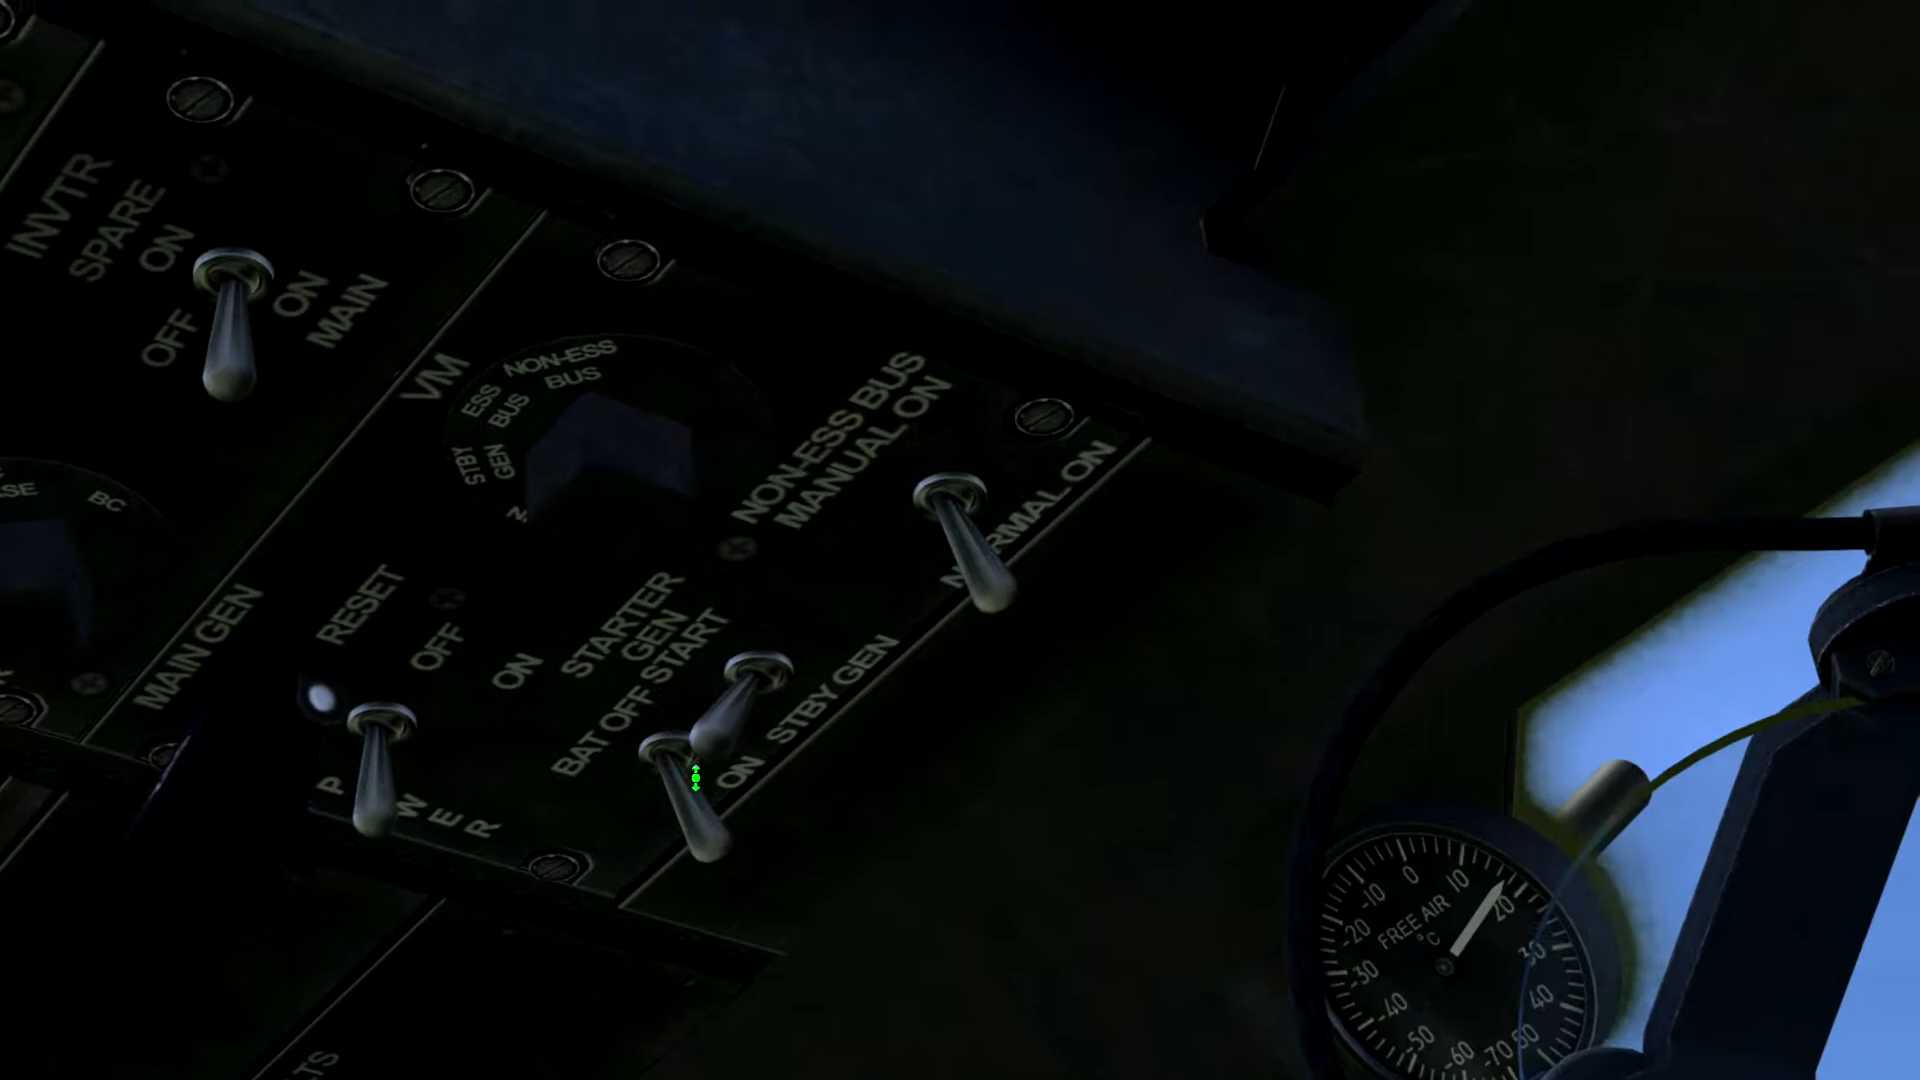 INVTR
SPARE
ON
OFF
ON
MAIN
VM
NON-ESS
BUS
ESS
BUS
STBY
GEN
NON-ESS BUS
MANUAL ON
NORMAL ON
BC
MAIN GEN
RESET
OFF
ON
STARTER
GEN
START
BAT OFF
STBY GEN
ON
P
W E R
FREE AIR
°C
-70
-60
-50
-40
-30
-20
-10
0
10
20
30
40